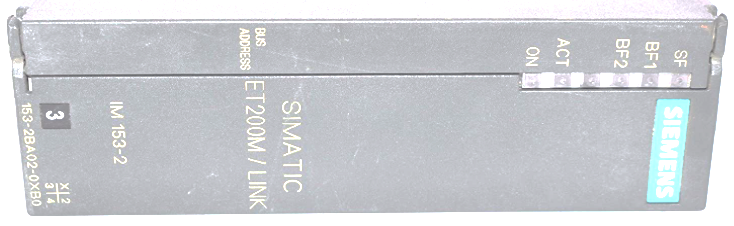 SIEMENS
SF
BF1
BF2
ACT
ON
BUS
ADDRESS
SIMATIC
ET200M / LINK
IM 153-2
3
153-2BA02-0XB0
X 2
3 4